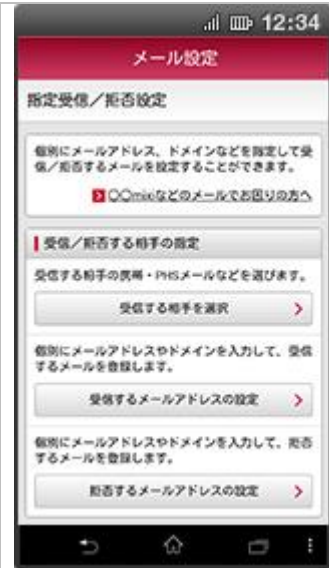 12:34
メール設定
指定受信/拒否設定
個別にメールアドレス、ドメインなどを指定して受
信/拒否するメールを設定することができます。
〇〇mixiなどのメールでお困りの方へ
受信/拒否する相手の指定
受信する相手の携帯・PHSメールなどを選びます。
受信する相手を選択
個別にメールアドレスやドメインを入力して、受信
するメールを登録します。
受信するメールアドレスの設定
個別にメールアドレスやドメインを入力して、拒否
するメールを登録します。
拒否するメールアドレスの設定